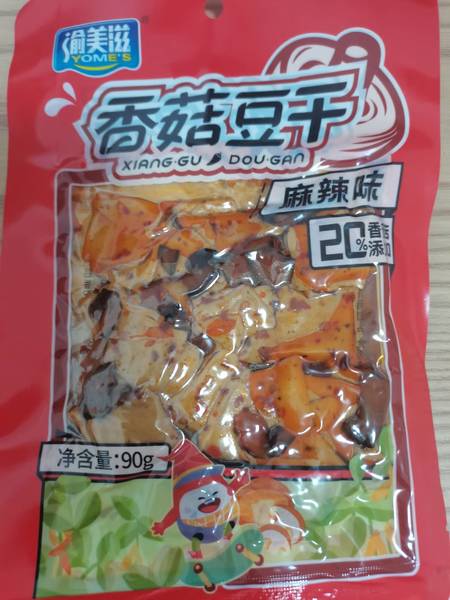 渝美滋
YOME'S
香菇豆干
XIANG·GU DOU·GAN
麻辣味
20%香菇
添加
净含量:90g